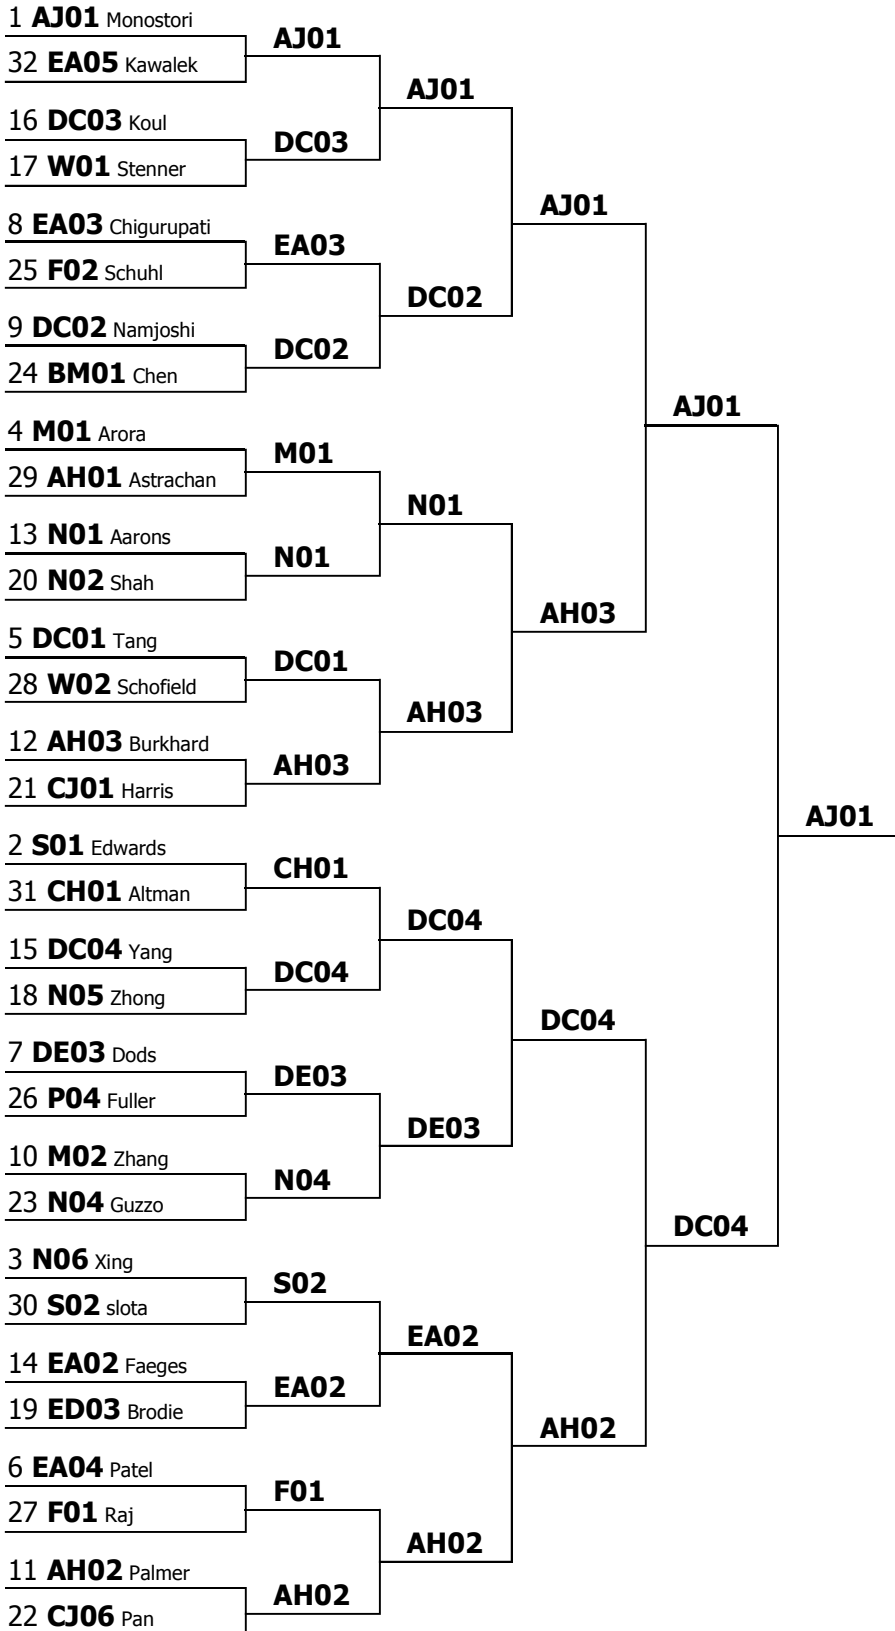 1 AJ01 Monostori
32 EA05 Kawalek
16 DC03 Koul
17 W01 Stenner
8 EA03 Chigurupati
25 F02 Schuhl
9 DC02 Namjoshi
24 BM01 Chen
4 M01 Arora
29 AH01 Astrachan
13 N01 Aarons
20 N02 Shah
5 DC01 Tang
28 W02 Schofield
12 AH03 Burkhard
21 CJ01 Harris
2 S01 Edwards
31 CH01 Altman
15 DC04 Yang
18 N05 Zhong
7 DE03 Dods
26 P04 Fuller
10 M02 Zhang
23 N04 Guzzo
3 N06 Xing
30 S02 slota
14 EA02 Faeges
19 ED03 Brodie
6 EA04 Patel
27 F01 Raj
11 AH02 Palmer
22 CJ06 Pan
AJ01
DC03
EA03
DC02
M01
N01
DC01
AH03
CH01
DC04
DE03
N04
S02
EA02
F01
AH02
AJ01
DC02
N01
AH03
DC04
DE03
EA02
AH02
AJ01
AH03
DC04
AH02
AJ01
DC04
AJ01